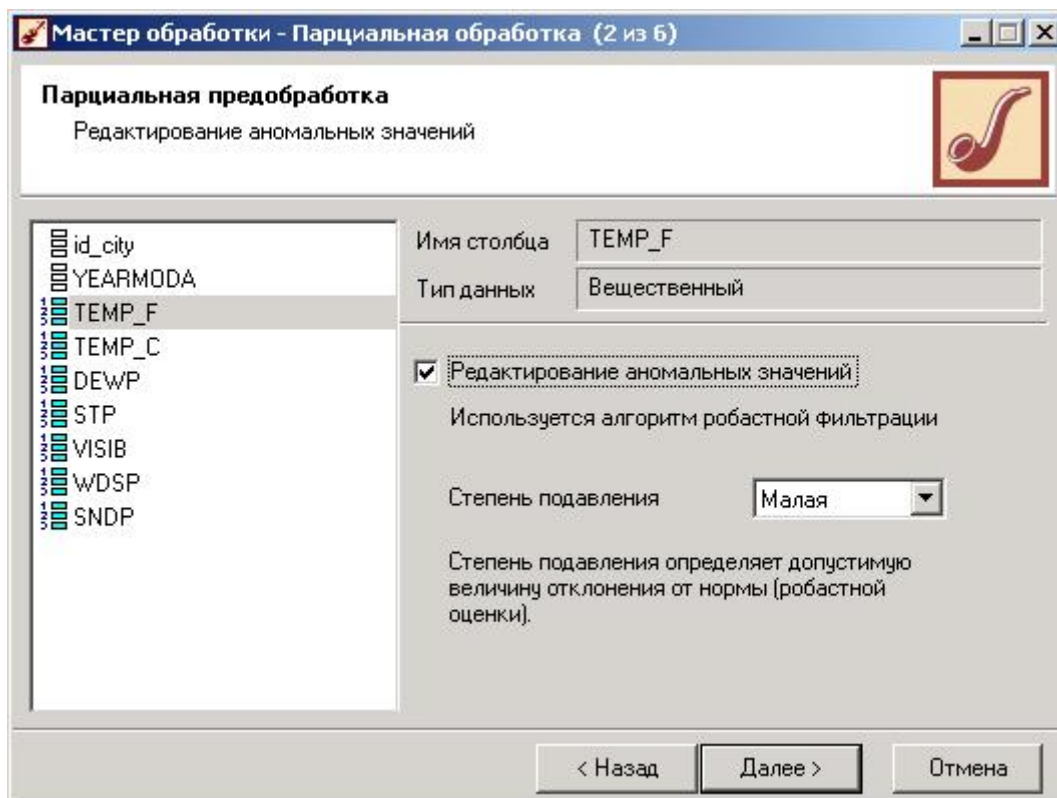 Мастер обработки - Парциальная обработка (2 из 6)
Парциальная предобработка
Редактирование аномальных значений
id_city
YEARMODA
TEMP_F
TEMP_C
DEWP
STP
VISIB
WDSP
SNDP
Имя столбца TEMP_F
Тип данных Вещественный
Редактирование аномальных значений
Используется алгоритм робастной фильтрации
Степень подавления Малая
Степень подавления определяет допустимую
величину отклонения от нормы (робастной
оценки).
< Назад Далее > Отмена